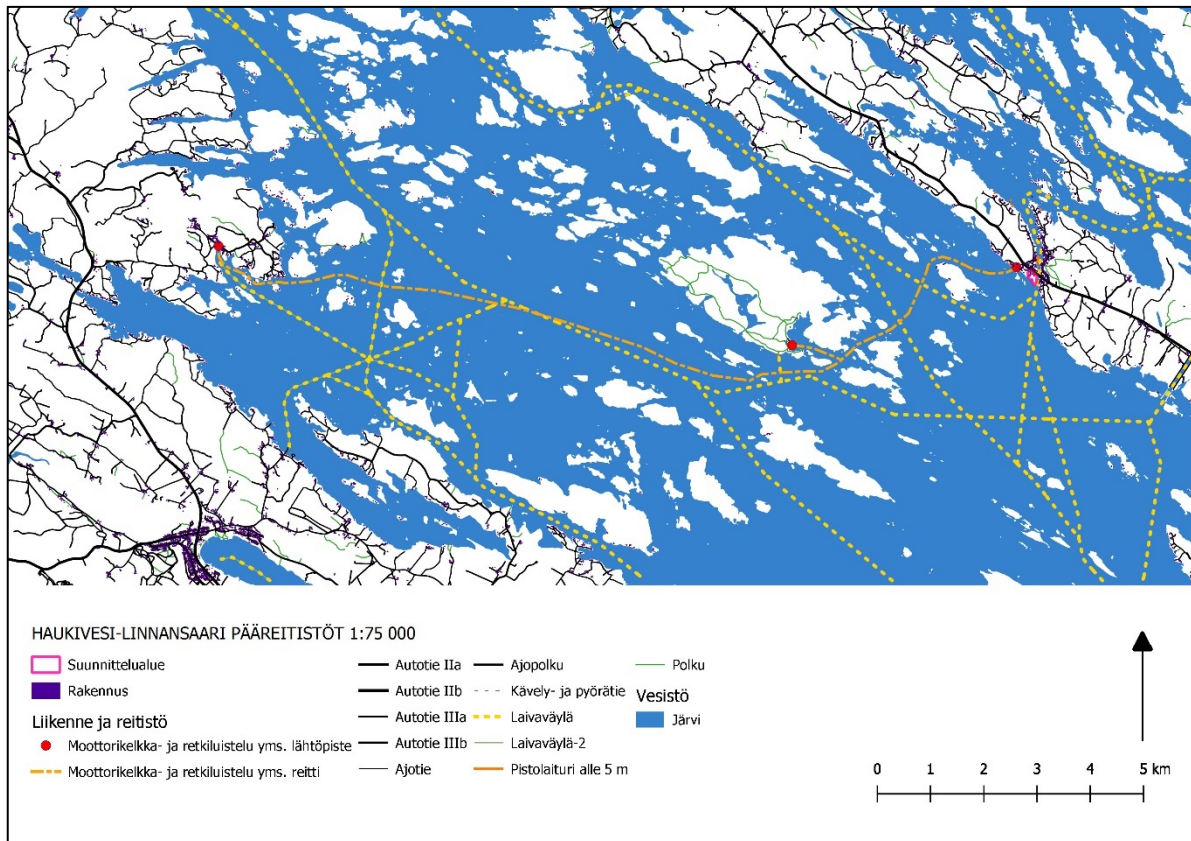 HAUKIVESI-LINNANSAARI PÄÄREITISTÖT 1:75 000
Suunnittelualue
Rakennus
Liikenne ja reitistö
Moottorikelkka- ja retkiluistelu yms. lähtöpiste
Moottorikelkka- ja retkiluistelu yms. reitti
Autotie IIa
Autotie IIb
Autotie IIIa
Autotie IIIb
Ajotie
Ajopolku
Kävely- ja pyörätie
Laivaväylä
Laivaväylä-2
Pistolaituri alle 5 m
Polku
Vesistö
Järvi
0 1 2 3 4 5 km